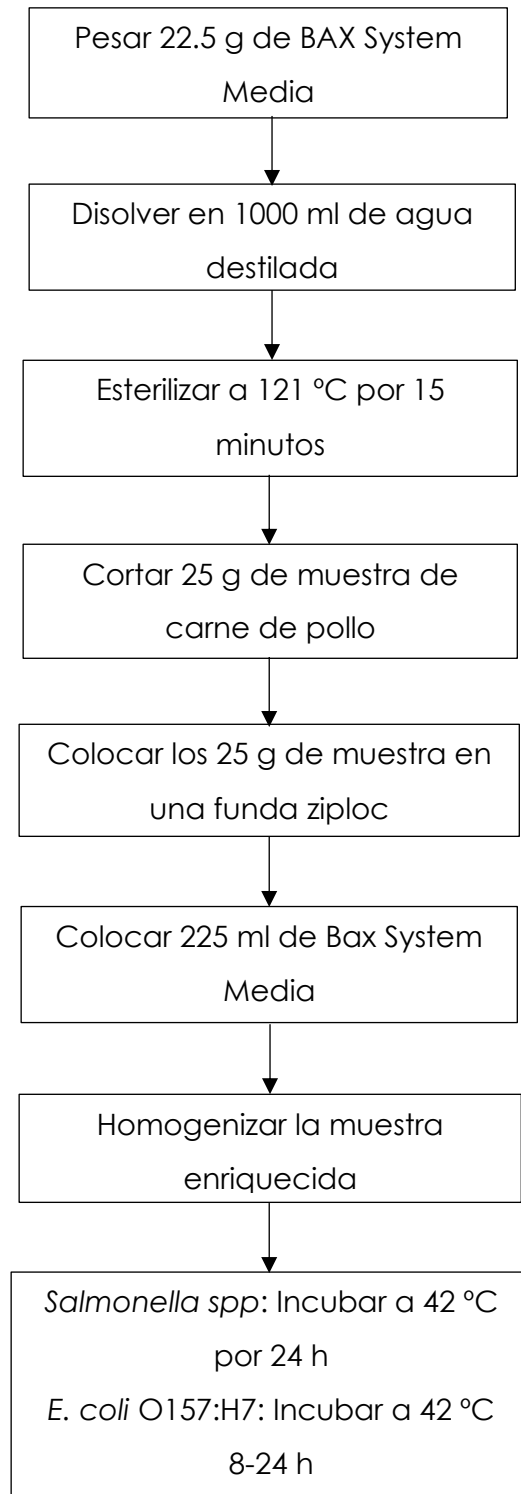 Pesar 22.5 g de BAX System
Media
Disolver en 1000 ml de agua
destilada
Esterilizar a 121 ºC por 15
minutos
Cortar 25 g de muestra de
carne de pollo
Colocar los 25 g de muestra en
una funda ziploc
Colocar 225 ml de Bax System
Media
Homogenizar la muestra
enriquecida
Salmonella spp: Incubar a 42 ºC
por 24 h
E. coli O157:H7: Incubar a 42 ºC
8-24 h